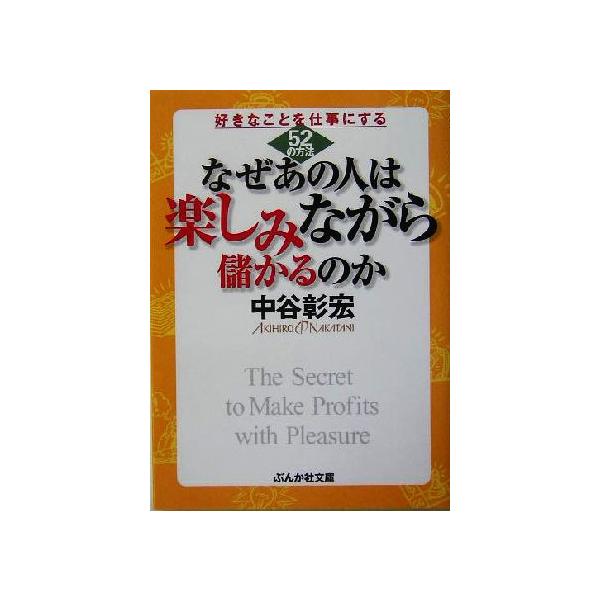 好きなことを仕事にする
52
の方法
なぜあの人は
楽しみながら
儲かるのか
中谷彰宏
AKIHIRO NAKATANI
The Secret
to Make Profits
with Pleasure
ぶんか社文庫